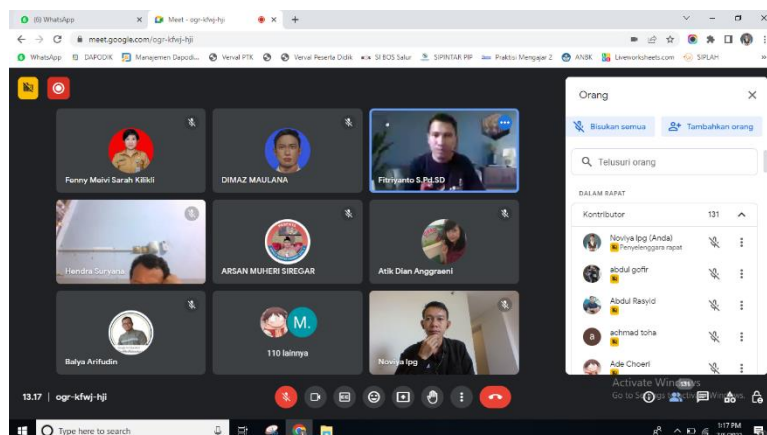 (6) WhatsApp
Meet - ogr-kfwj-hji
meet.google.com/ogr-kfwj-hji
WhatsApp
DAPODIK
Manajemen Dapodi...
Verval PTK
Verval Peserta Didik
SI BOS Salur
SIPINTAR PIP
Praktisi Mengajar 2
ANBK
Liveworksheets.com
SIPLAH
Orang
Bisukan semua
Tambahkan orang
Telusuri orang
DALAM RAPAT
Kontributor 131
Noviya Ipg (Anda)
Penyelenggara rapat
abdul gofir
Abdul Rasyid
a
achmad toha
Ade Choeri
Fenny Meivi Sarah Kilikli
DIMAZ MAULANA
Fitriyanto S.Pd.SD
Hendra Suryana
ARSAN MUHERI SIREGAR
Atik Dian Anggraeni
Balya Arifudin
M.
110 lainnya
Noviya Ipg
Activate Windows
13.17 | ogr-kfwj-hji
Type here to search
1:17 PM